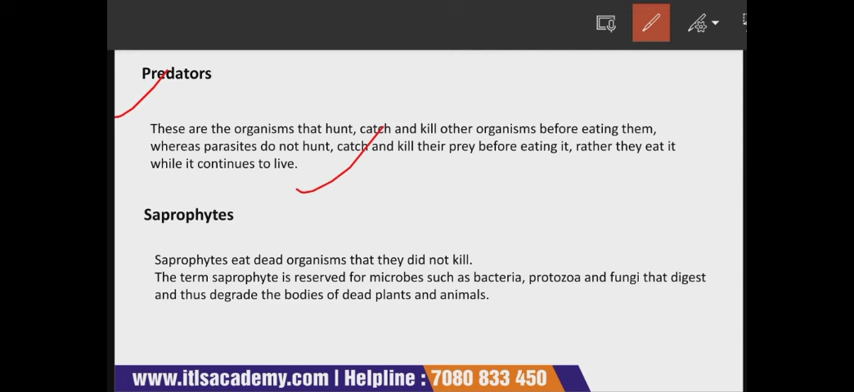 Predators
These are the organisms that hunt, catch and kill other organisms before eating them,
whereas parasites do not hunt, catch and kill their prey before eating it, rather they eat it
while it continues to live.
Saprophytes
Saprophytes eat dead organisms that they did not kill.
The term saprophyte is reserved for microbes such as bacteria, protozoa and fungi that digest
and thus degrade the bodies of dead plants and animals.
www.itlsacademy.com | Helpline : 7080 833 450